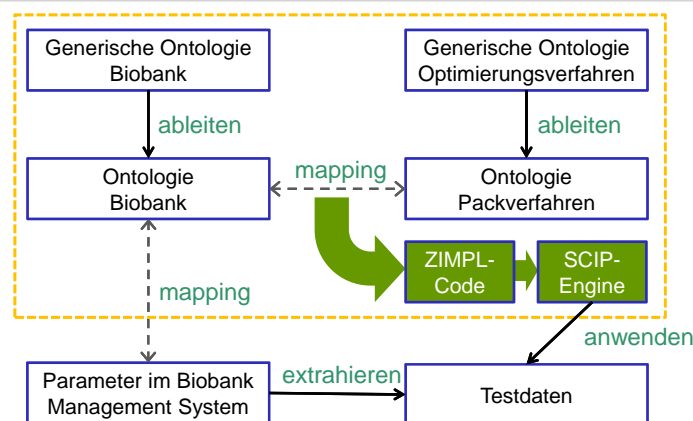 Generische Ontologie
Biobank
Generische Ontologie
Optimierungsverfahren
ableiten
ableiten
Ontologie
Biobank
mapping
Ontologie
Packverfahren
ZIMPL-
Code
SCIP-
Engine
mapping
anwenden
Parameter im Biobank
Management System
extrahieren
Testdaten